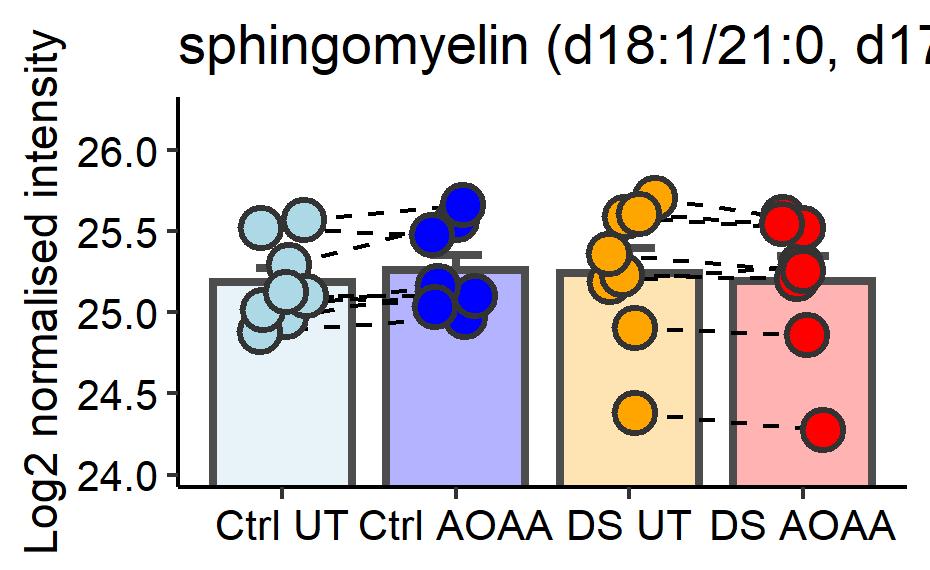 sphingomyelin (d18:1/21:0, d17
Log2 normalised intensity
26.0
25.5
25.0
24.5
24.0
Ctrl UT Ctrl AOAA DS UT DS AOAA